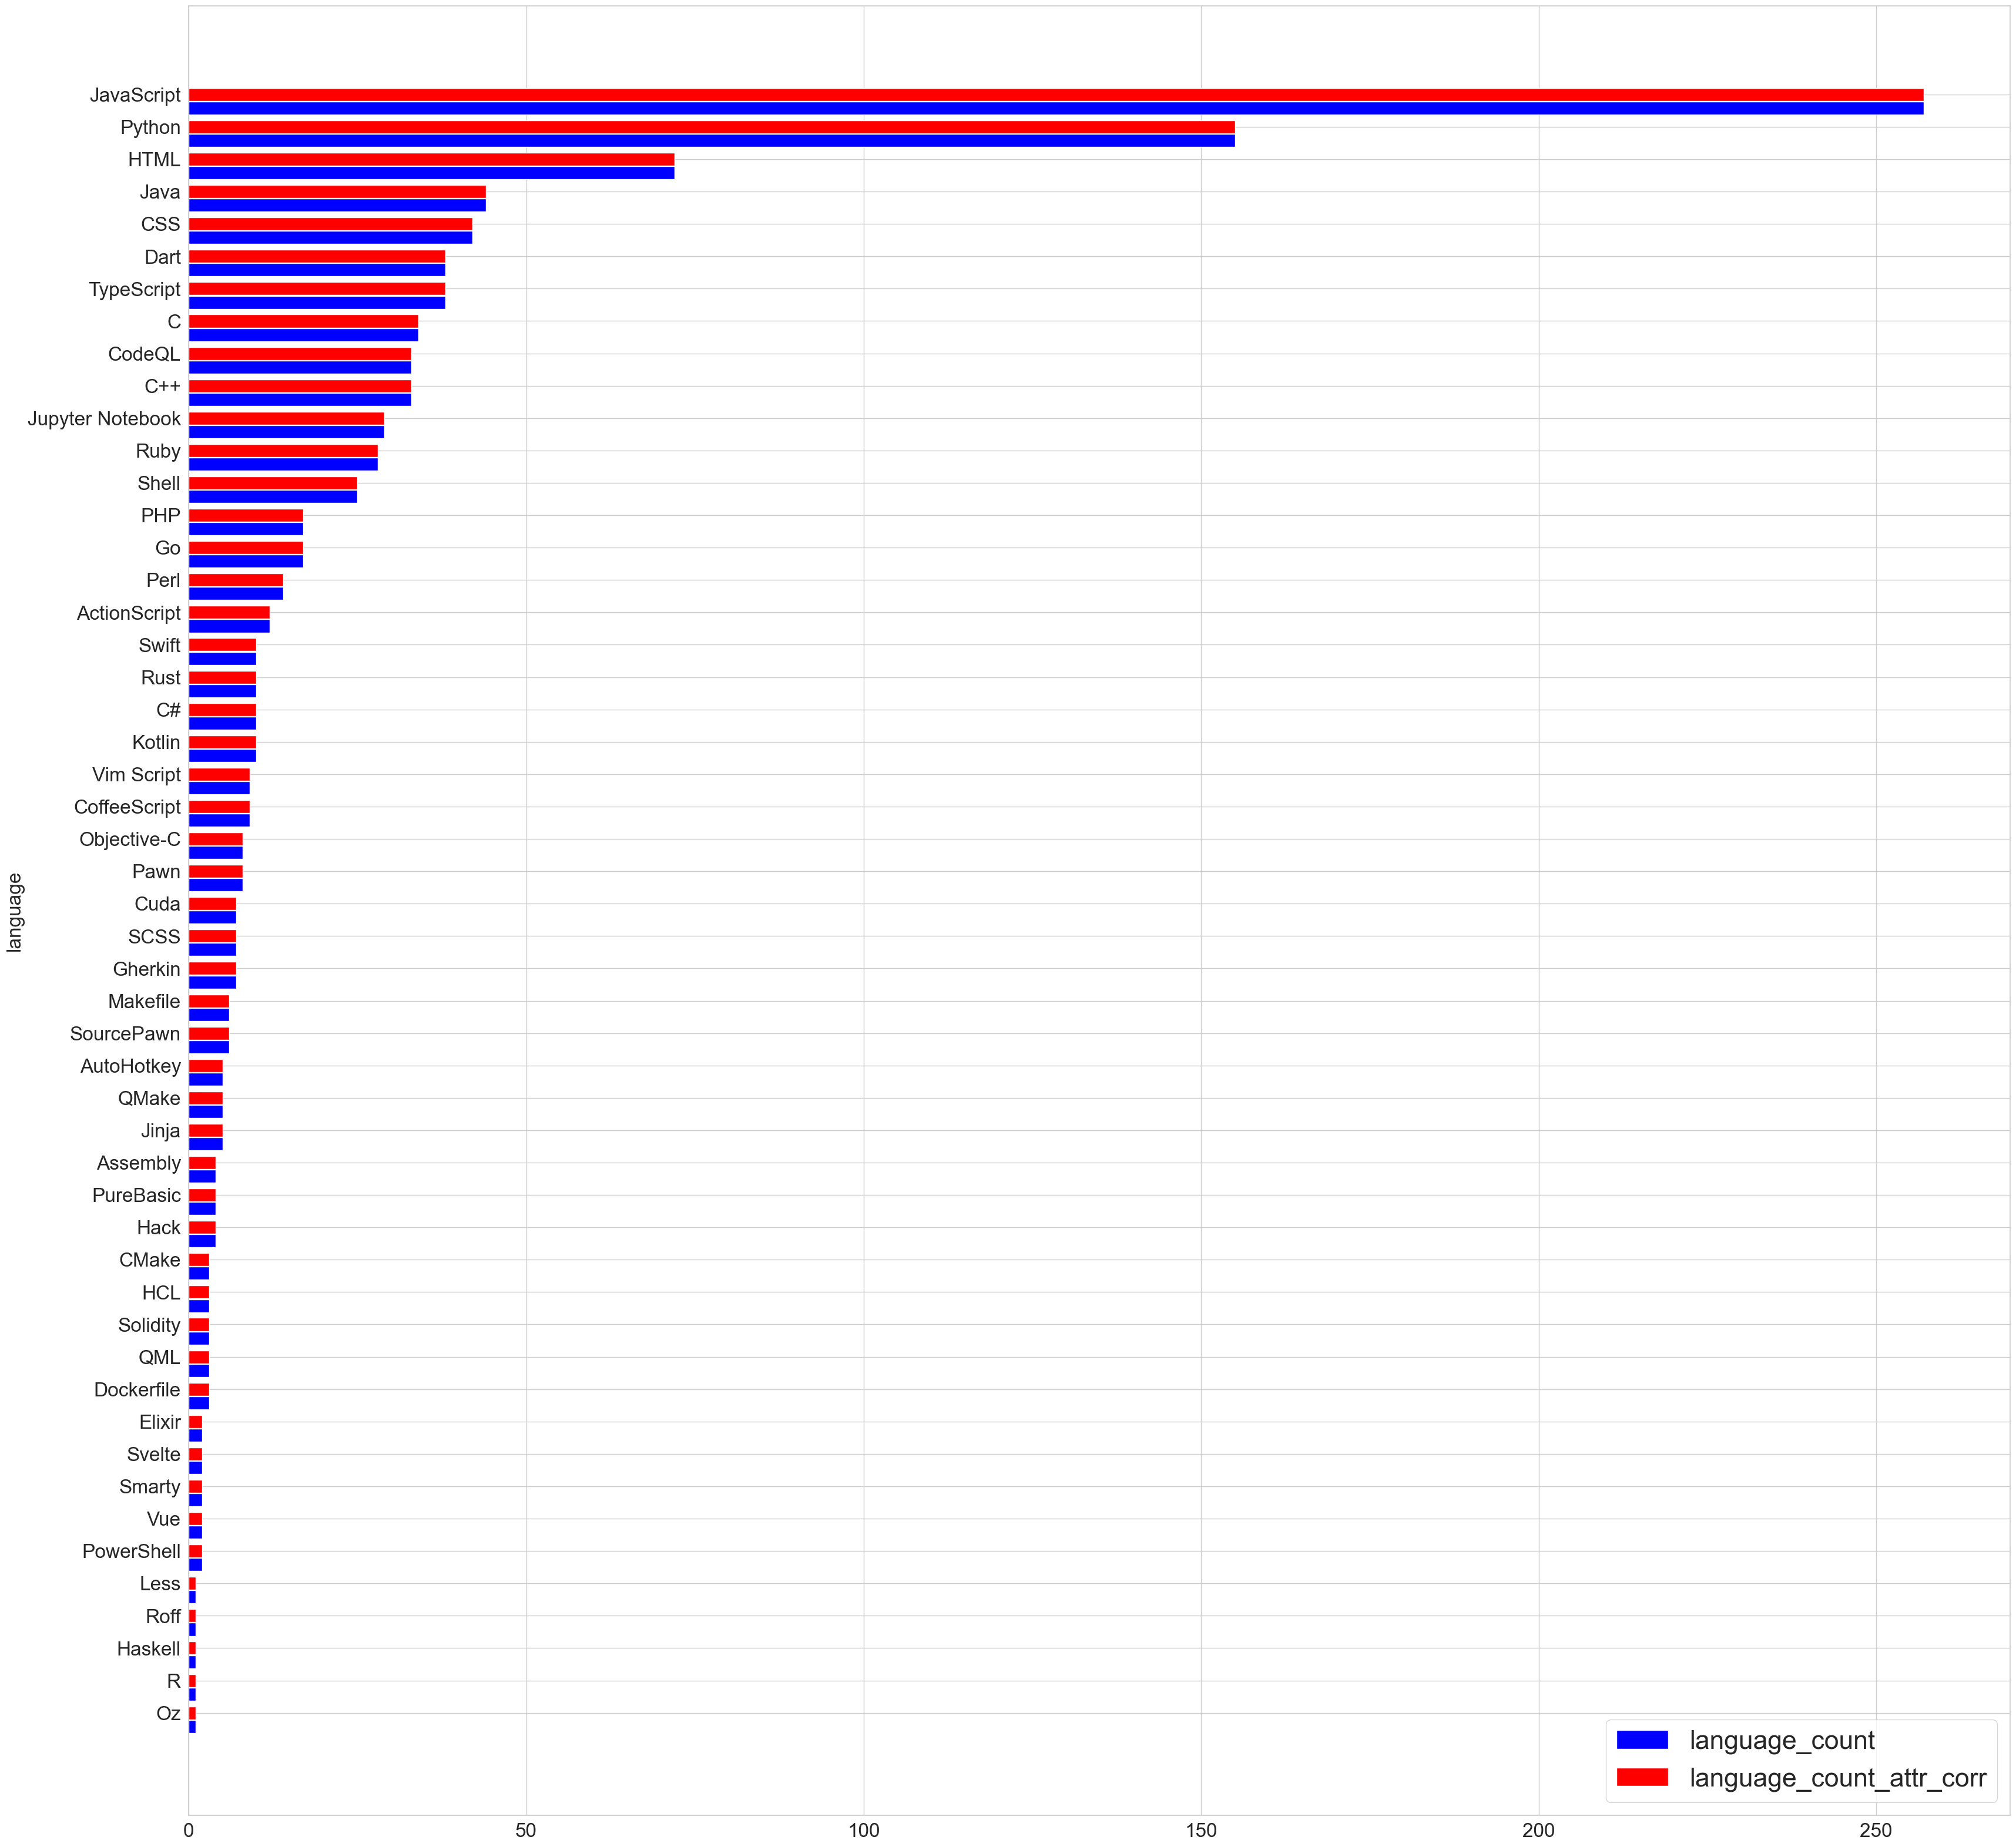 JavaScript
Python
HTML
Java
CSS
Dart
TypeScript
C
CodeQL
C++
Jupyter Notebook
Ruby
Shell
PHP
Go
Perl
ActionScript
Swift
Rust
C#
Kotlin
Vim Script
CoffeeScript
Objective-C
Pawn
Cuda
SCSS
Gherkin
Makefile
SourcePawn
AutoHotkey
QMake
Jinja
Assembly
PureBasic
Hack
CMake
HCL
Solidity
QML
Dockerfile
Elixir
Svelte
Smarty
Vue
PowerShell
Less
Roff
Haskell
R
Oz
language
language_count
language_count_attr_corr
0 50 100 150 200 250